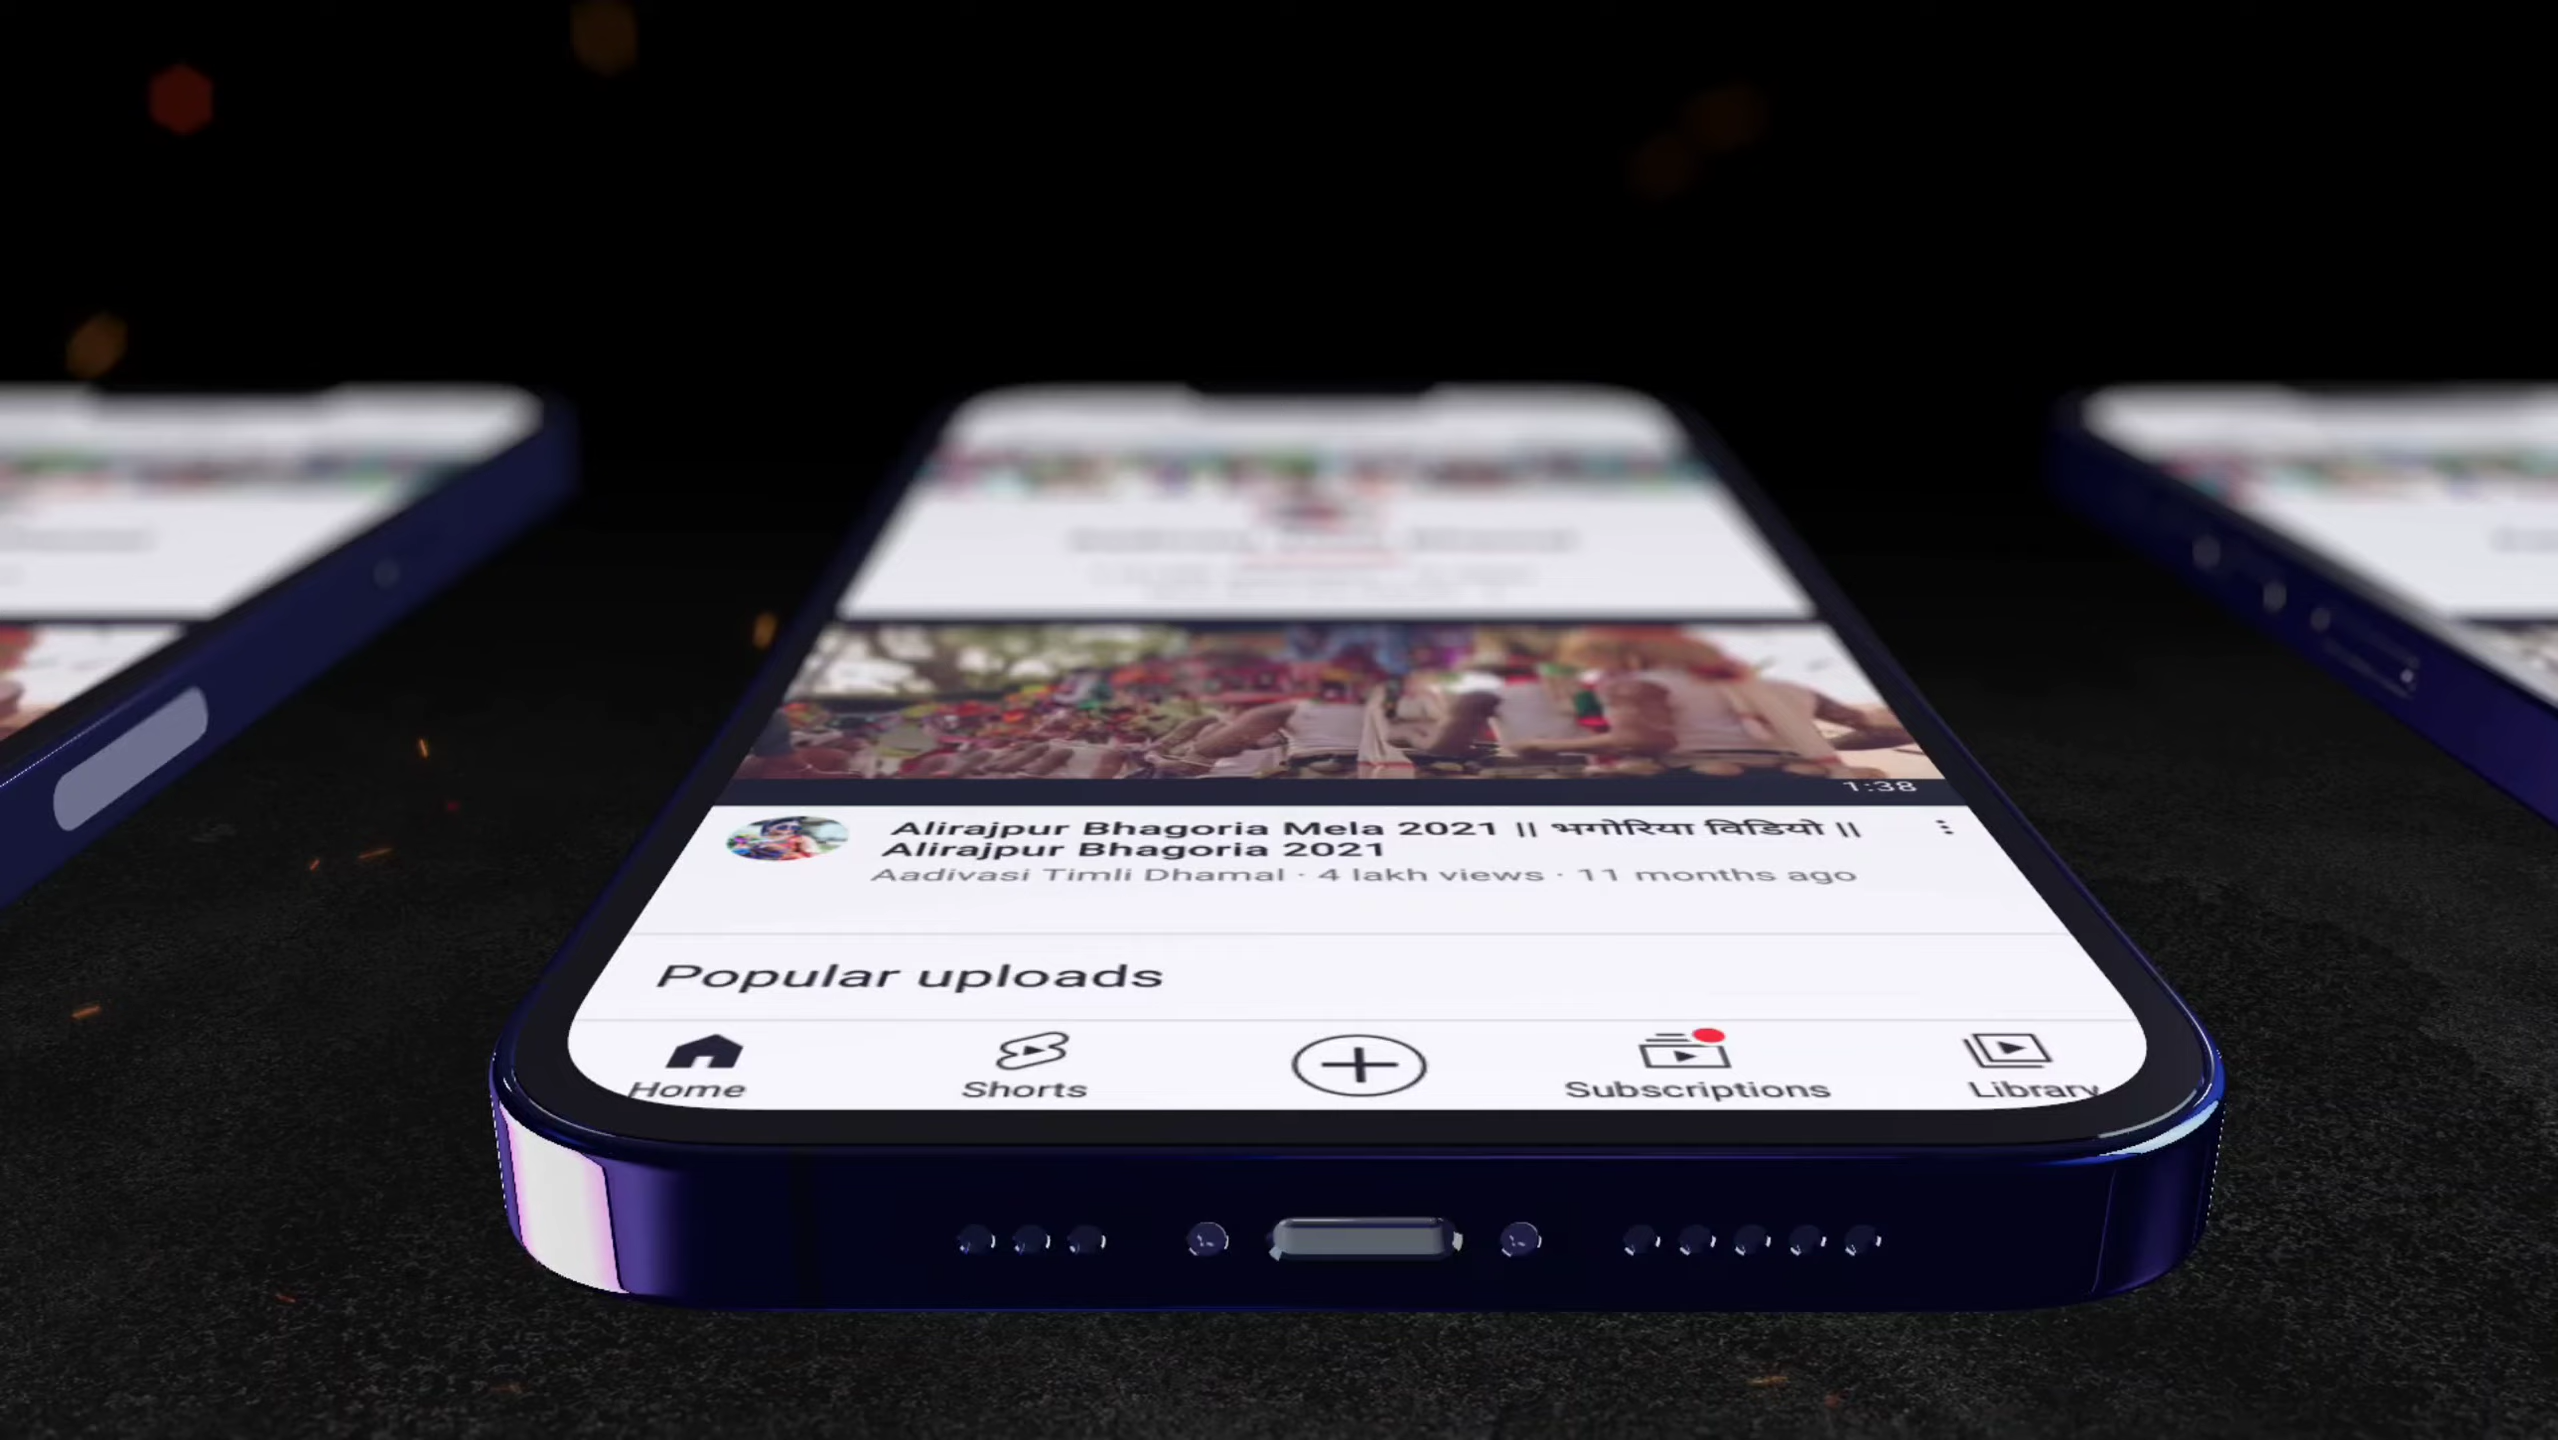 1:38
Alirajpur Bhagoria Mela 2021 || भगोरिया विडियो ||
Alirajpur Bhagoria 2021
Aadivasi Timli Dhamal · 4 lakh views · 11 months ago
Popular uploads
Home Shorts Subscriptions Library